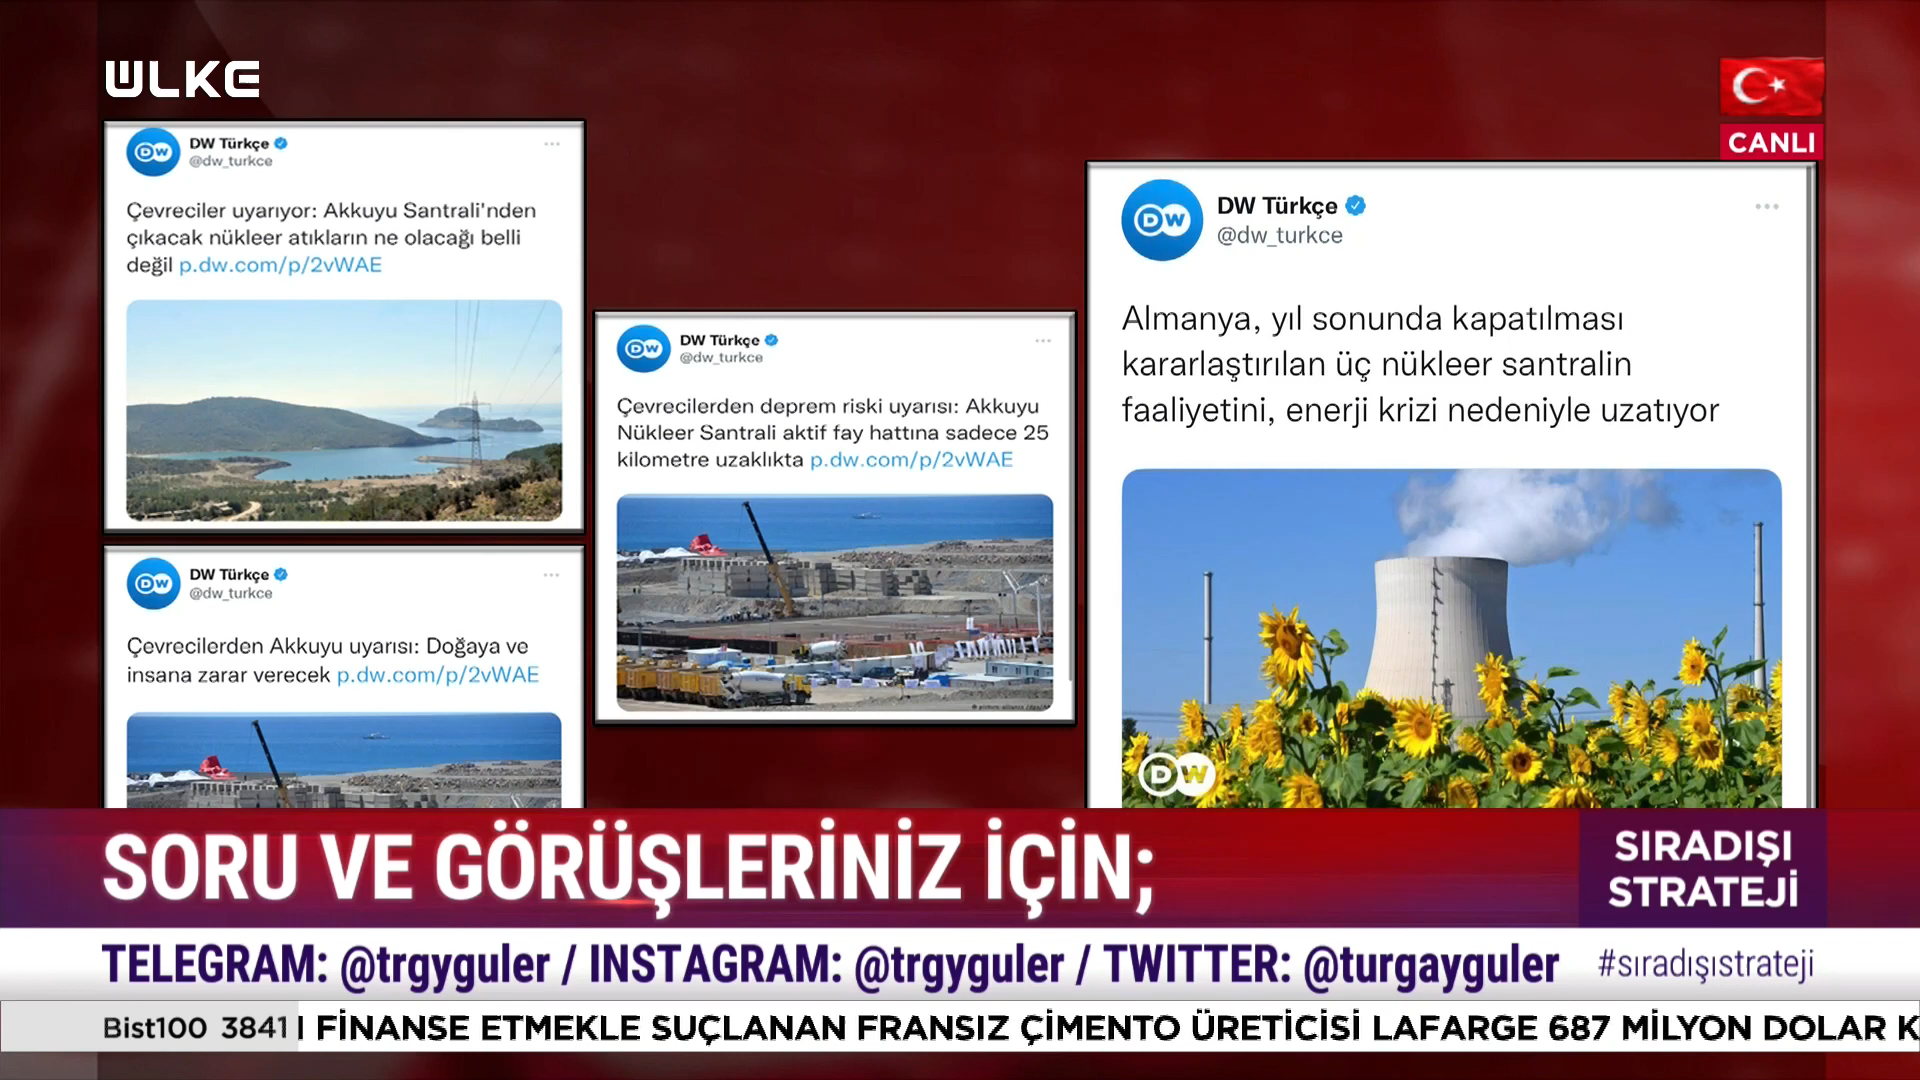 ÜLKE
CANLI
DW Türkçe
@dw_turkce
Çevreciler uyarıyor: Akkuyu Santrali'nden
çıkacak nükleer atıkların ne olacağı belli
değil p.dw.com/p/2vWAE
DW Türkçe
@dw_turkce
Çevrecilerden Akkuyu uyarısı: Doğaya ve
insana zarar verecek p.dw.com/p/2vWAE
DW Türkçe
@dw_turkce
Çevrecilerden deprem riski uyarısı: Akkuyu
Nükleer Santrali aktif fay hattına sadece 25
kilometre uzaklıkta p.dw.com/p/2vWAE
DW Türkçe
@dw_turkce
Almanya, yıl sonunda kapatılması
kararlaştırılan üç nükleer santralin
faaliyetini, enerji krizi nedeniyle uzatıyor
DW
SORU VE GÖRÜŞLERİNİZ İÇİN;
SIRADIŞI
STRATEJİ
TELEGRAM: @trgyguler / INSTAGRAM: @trgyguler / TWITTER: @turgayguler
#sıradışıstrateji
Bist100 3841
FİNANSE ETMEKLE SUÇLANAN FRANSIZ ÇİMENTO ÜRETİCİSİ LAFARGE 687 MİLYON DOLAR K